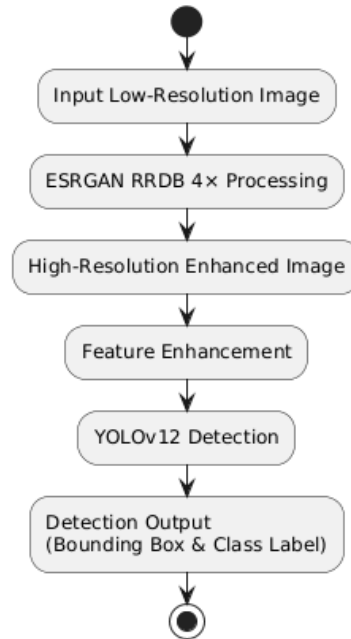 Input Low-Resolution Image
ESRGAN RRDB 4× Processing
High-Resolution Enhanced Image
Feature Enhancement
YOLOv12 Detection
Detection Output
(Bounding Box & Class Label)